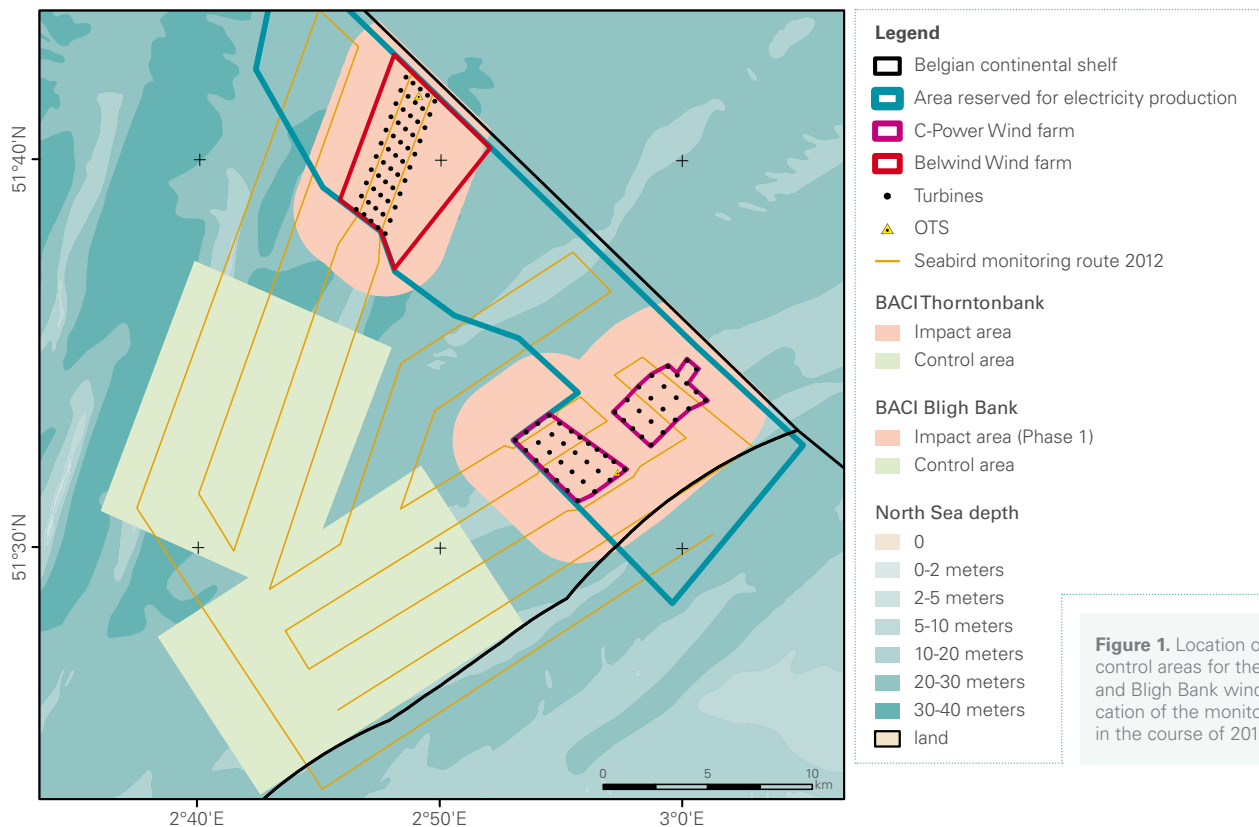 51°40'N
51°30'N
2°40'E
2°50'E
3°0'E
0
5
10
km
Legend
Belgian continental shelf
Area reserved for electricity production
C-Power Wind farm
Belwind Wind farm
Turbines
OTS
Seabird monitoring route 2012
BACI Thorntonbank
Impact area
Control area
BACI Bligh Bank
Impact area (Phase 1)
Control area
North Sea depth
0
0-2 meters
2-5 meters
5-10 meters
10-20 meters
20-30 meters
30-40 meters
land
Figure 1. Location o
control areas for the
and Bligh Bank wind
cation of the monito
in the course of 201